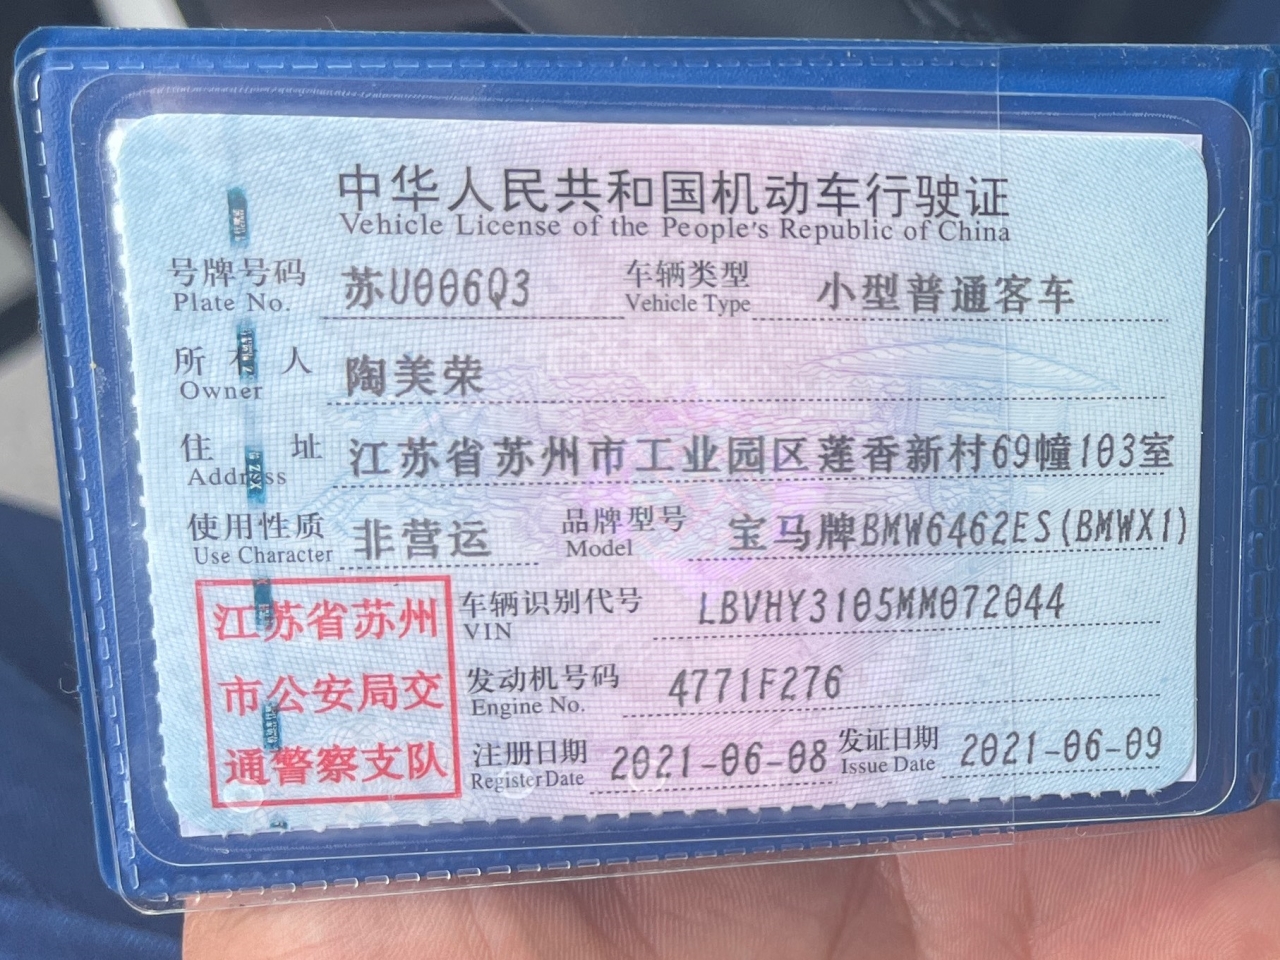 中华人民共和国机动车行驶证
Vehicle License of the People's Republic of China
号牌号码 苏U006Q3 车辆类型 小型普通客车
Plate No. Vehicle Type
所有人 陶美荣
Owner
住址 江苏省苏州市工业园区莲香新村69幢103室
Address
使用性质 非营运 品牌型号 宝马牌BMW6462ES(BMWX1)
Use Character Model
江苏省苏州
市公安局交
通警察支队
车辆识别代号 LBVHY3105MM072044
VIN
发动机号码 4771F276
Engine No.
注册日期 2021-06-08 发证日期 2021-06-09
Register Date Issue Date